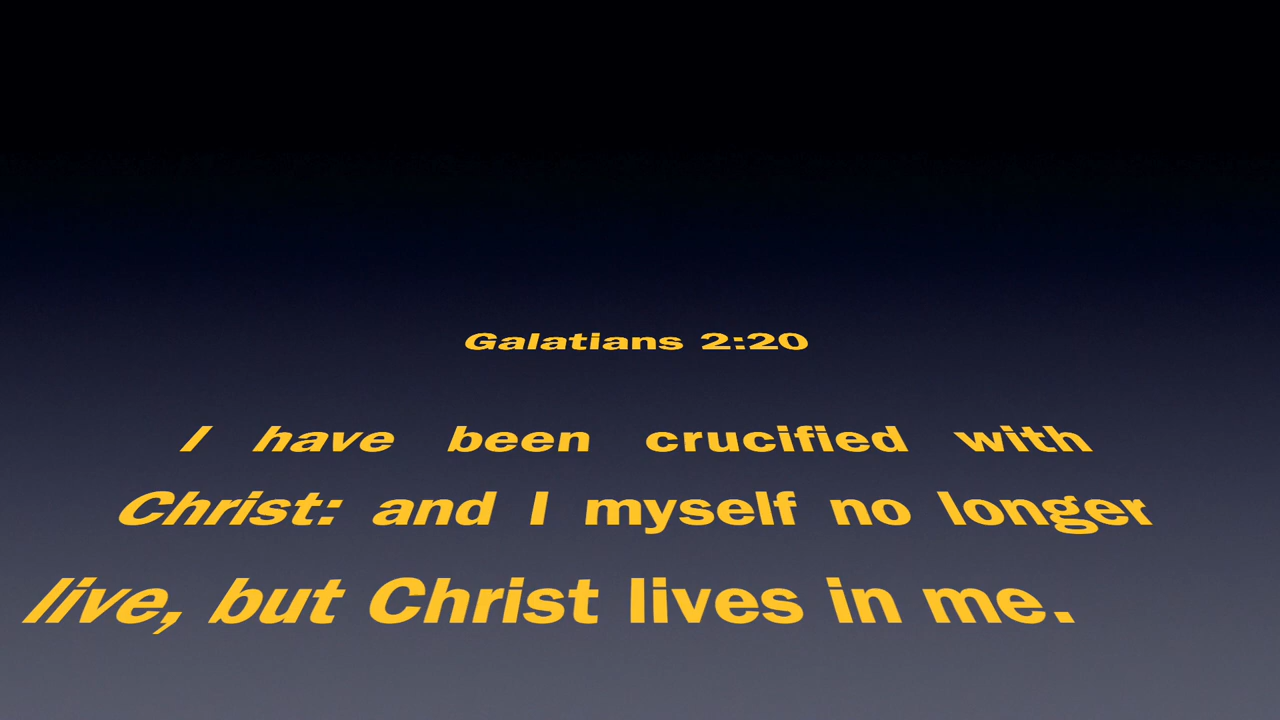 Galatians 2:20
I have been crucified with
Christ: and I myself no longer
live, but Christ lives in me.